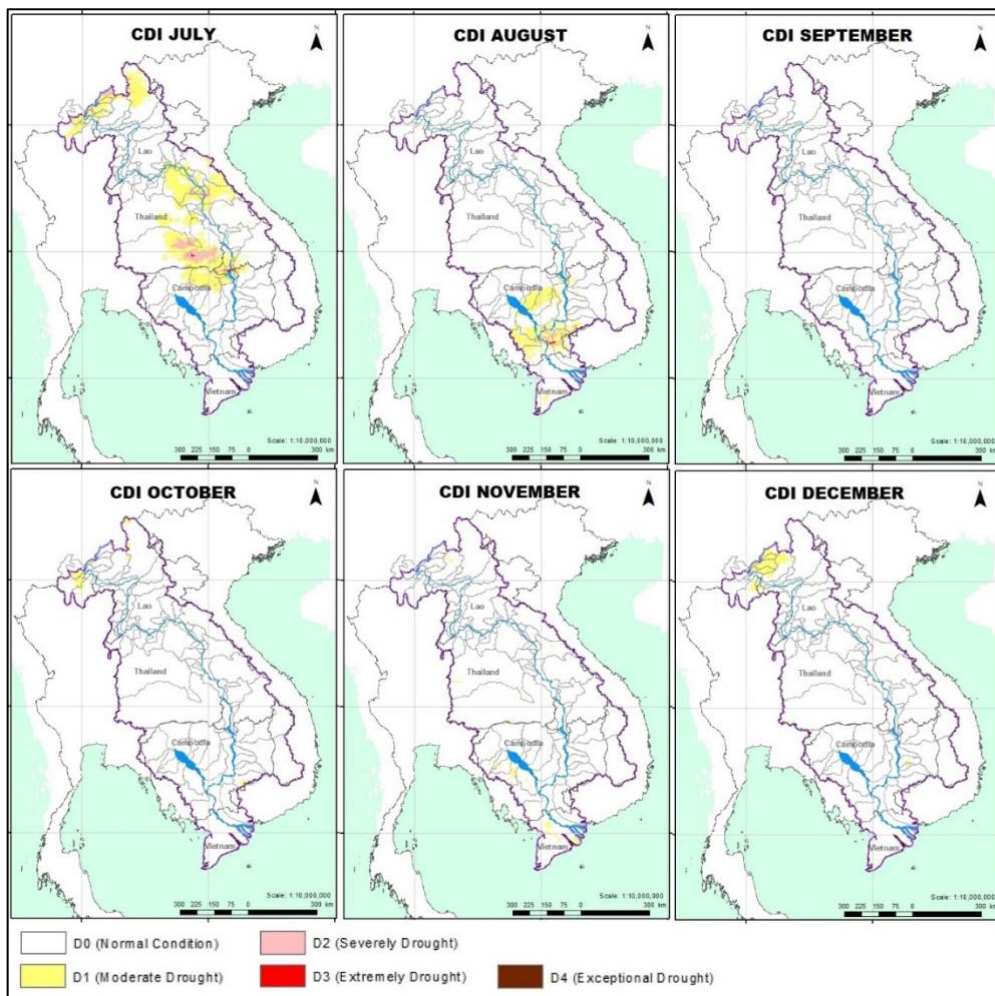 CDI JULY
N
Lao
Thailand
Cambodia
Vietnam
Scale: 1:10,000,000
300 225 150 75 0 300 km
CDI AUGUST
N
Lao
Thailand
Cambodia
Vietnam
Scale: 1:10,000,000
300 225 150 75 0 300 km
CDI SEPTEMBER
N
Lao
Thailand
Cambodia
Vietnam
Scale: 1:10,000,000
300 225 150 75 0 300 km
CDI OCTOBER
N
Lao
Thailand
Cambodia
Vietnam
Scale: 1:10,000,000
300 225 150 75 0 300 km
CDI NOVEMBER
N
Lao
Thailand
Cambodia
Vietnam
Scale: 1:10,000,000
300 225 150 75 0 300 km
CDI DECEMBER
N
Lao
Thailand
Cambodia
Vietnam
Scale: 1:10,000,000
300 225 150 75 0 300 km
D0 (Normal Condition)
D2 (Severely Drought)
D1 (Moderate Drought)
D3 (Extremely Drought)
D4 (Exceptional Drought)